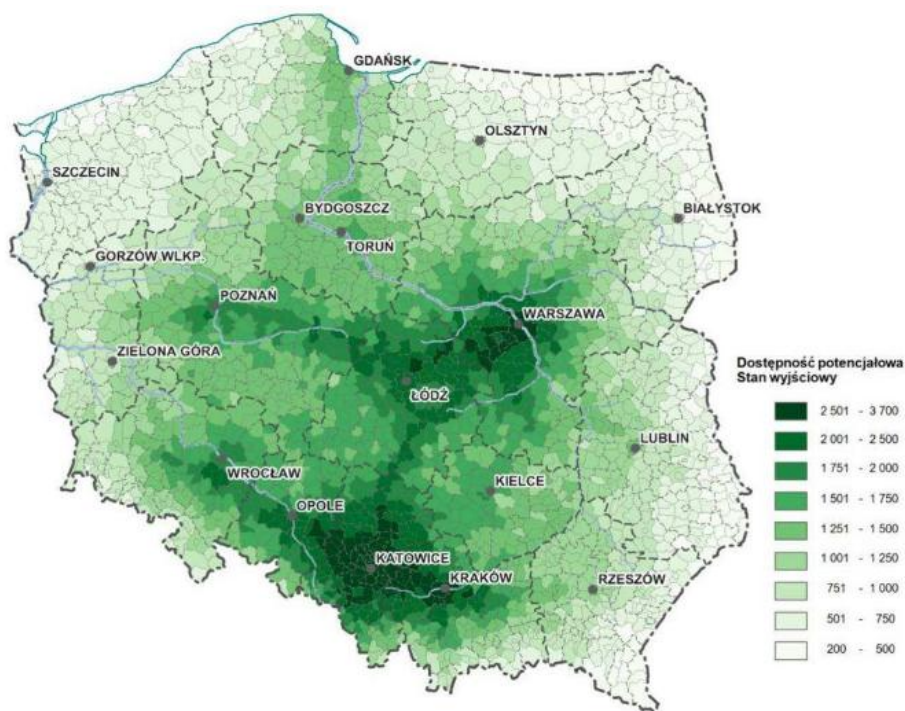 GDAŃSK
OLSZTYN
SZCZECIN
BYDGOSZCZ
BIAŁYSTOK
TORUŃ
GORZÓW WLKP.
POZNAŃ
WARSZAWA
ZIELONA GÓRA
ŁÓDŹ
LUBLIN
WROCŁAW
KIELCE
OPOLE
KATOWICE
KRAKÓW
RZESZÓW
Dostępność potencjałowa
Stan wyjściowy
2 501 - 3 700
2 001 - 2 500
1 751 - 2 000
1 501 - 1 750
1 251 - 1 500
1 001 - 1 250
751 - 1 000
501 - 750
200 - 500